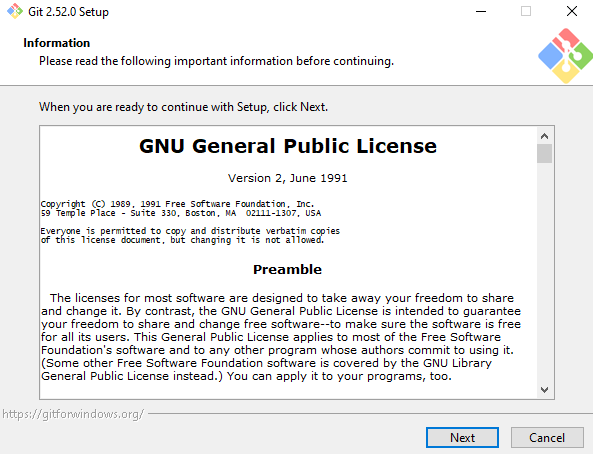 Git 2.52.0 Setup
Information
Please read the following important information before continuing.
When you are ready to continue with Setup, click Next.
GNU General Public License
Version 2, June 1991
Copyright (C) 1989, 1991 Free Software Foundation, Inc.
59 Temple Place - Suite 330, Boston, MA  02111-1307, USA
Everyone is permitted to copy and distribute verbatim copies
of this license document, but changing it is not allowed.
Preamble
The licenses for most software are designed to take away your freedom to share
and change it. By contrast, the GNU General Public License is intended to guarantee
your freedom to share and change free software--to make sure the software is free
for all its users. This General Public License applies to most of the Free Software
Foundation's software and to any other program whose authors commit to using it.
(Some other Free Software Foundation software is covered by the GNU Library
General Public License instead.) You can apply it to your programs, too.
https://gitforwindows.org/
Next
Cancel